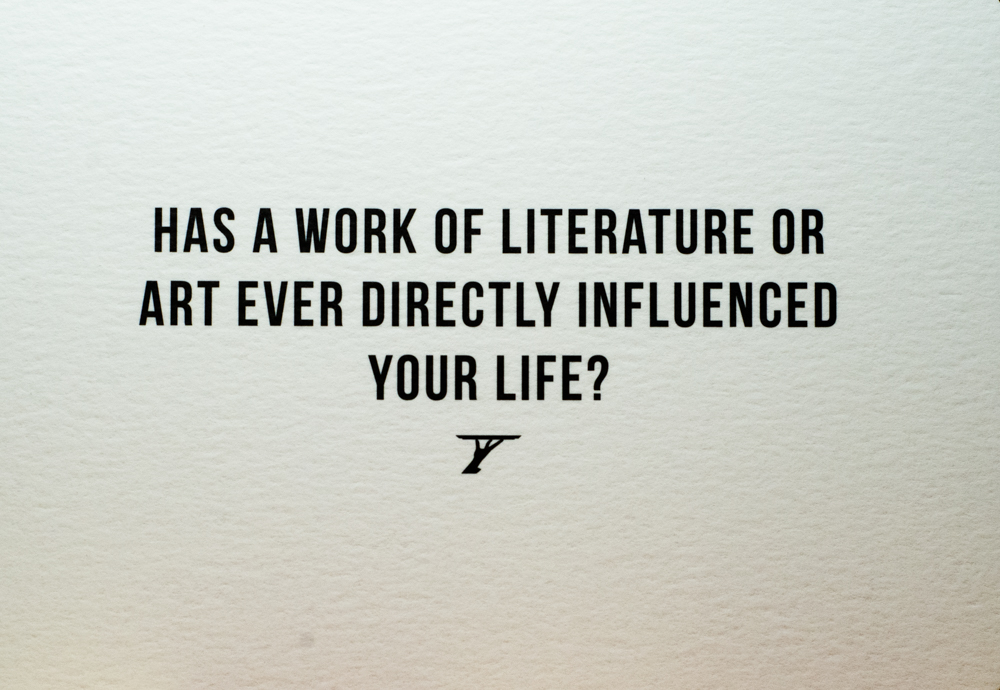 HAS A WORK OF LITERATURE OR
ART EVER DIRECTLY INFLUENCED
YOUR LIFE?